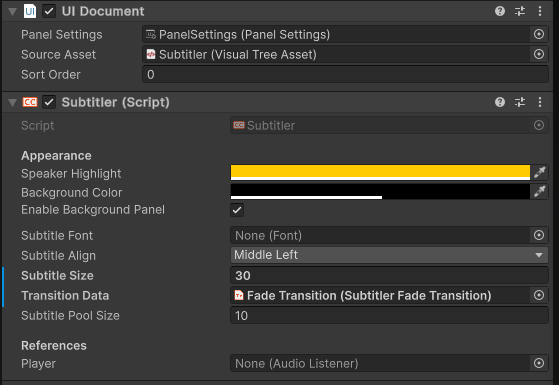 UI Document
Panel Settings PanelSettings (Panel Settings)
Source Asset Subtitler (Visual Tree Asset)
Sort Order 0
Subtitler (Script)
Script Subtitler
Appearance
Speaker Highlight
Background Color
Enable Background Panel
Subtitle Font None (Font)
Subtitle Align Middle Left
Subtitle Size 30
Transition Data Fade Transition (Subtitler Fade Transition)
Subtitle Pool Size 10
References
Player None (Audio Listener)